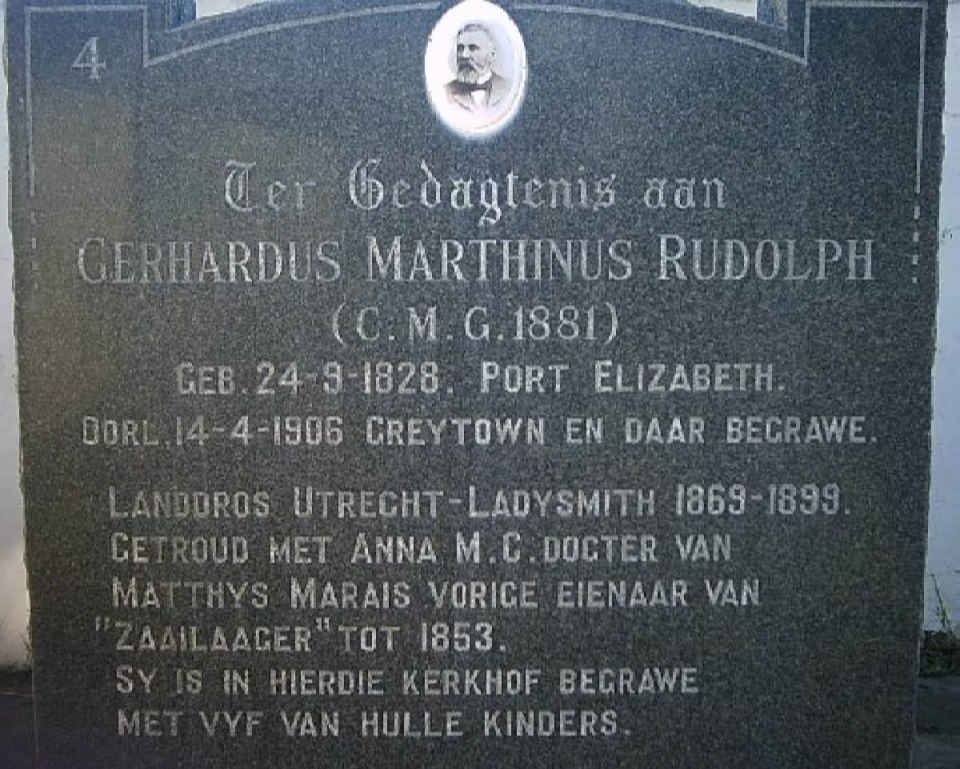 4
Ter Gedagtenis aan
GERHARDUS MARTHINUS RUDOLPH
(C.M.G. 1881)
GEB. 24-9-1828. PORT ELIZABETH.
OORL. 14-4-1906 GREYTOWN EN DAAR BEGRAWE.
LANDDROS UTRECHT-LADYSMITH 1869-1899.
GETROUD MET ANNA M.C. DOGTER VAN
MATTHYS MARAIS VORIGE EIENAAR VAN
"ZAAILAAGER" TOT 1853.
SY IS IN HIERDIE KERKHOF BEGRAWE
MET VYF VAN HULLE KINDERS.